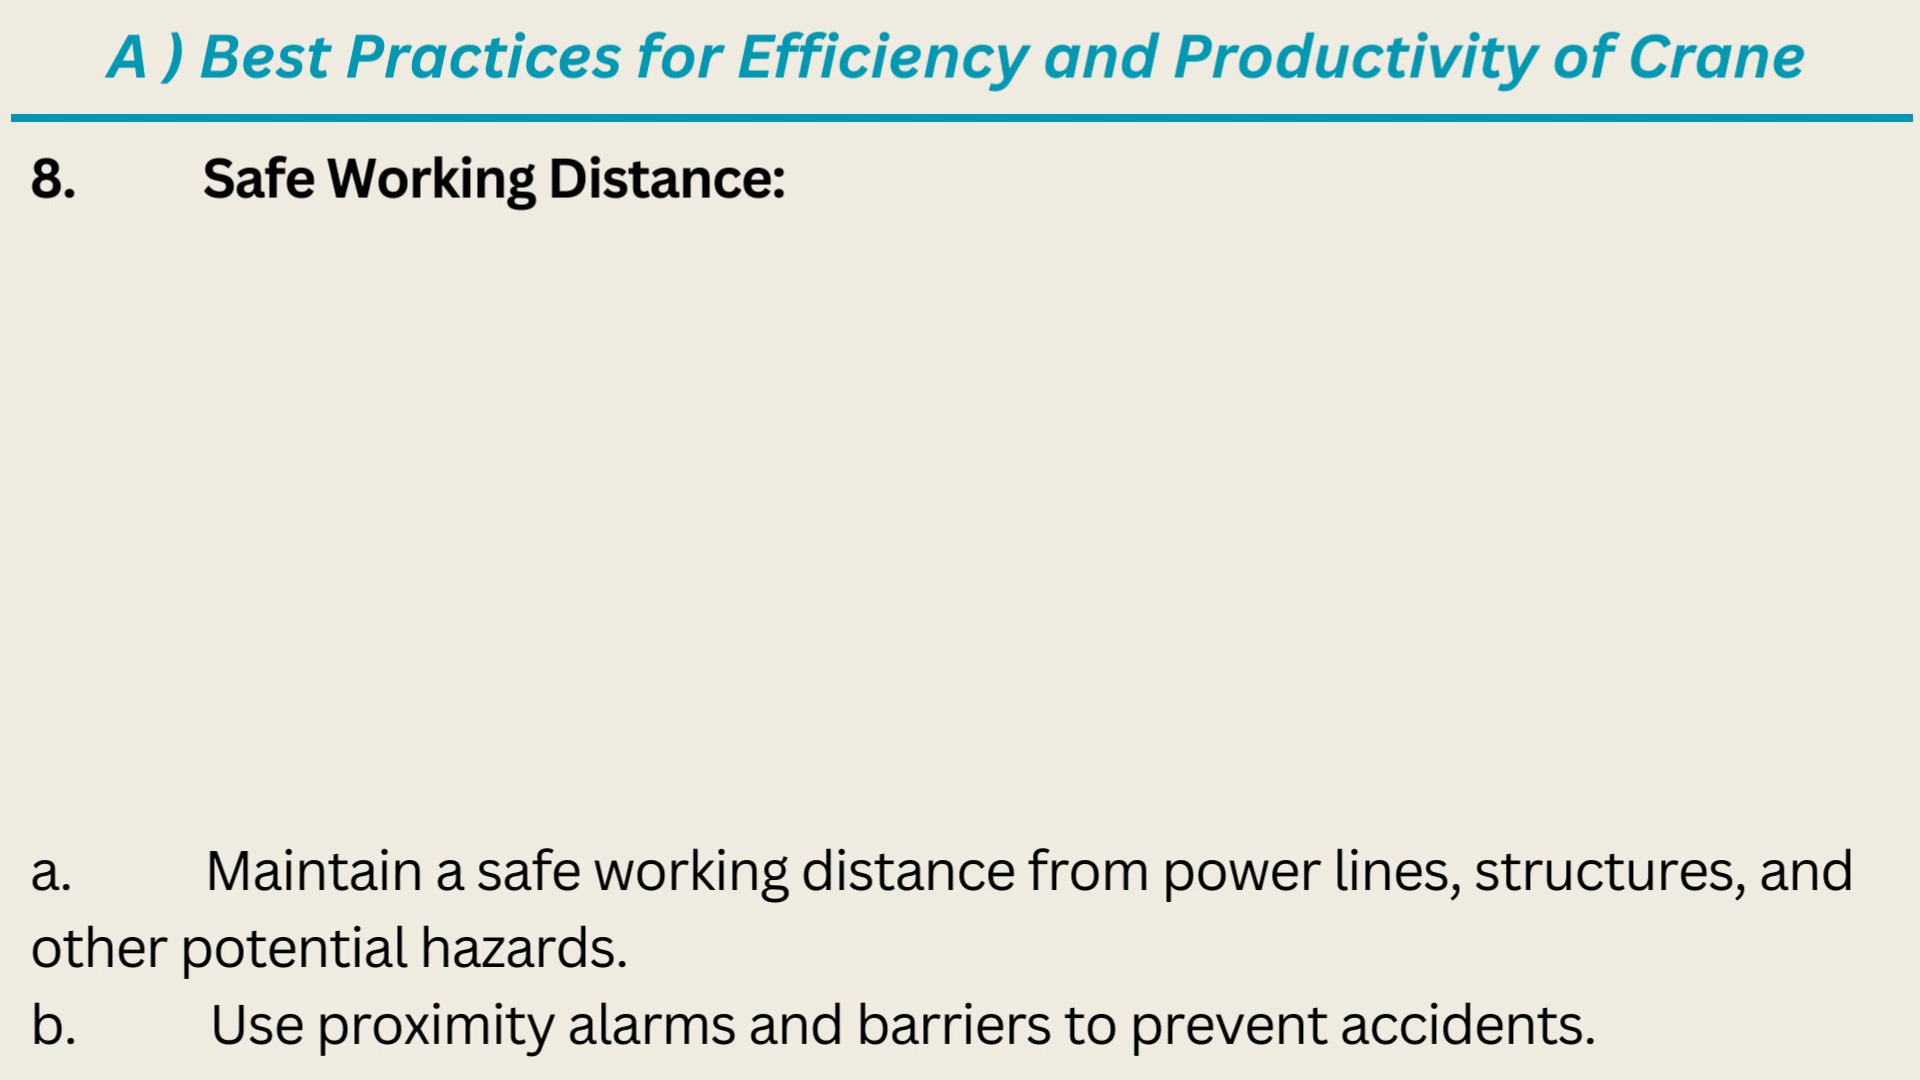 A ) Best Practices for Efficiency and Productivity of Crane
8. Safe Working Distance:
a. Maintain a safe working distance from power lines, structures, and
other potential hazards.
b. Use proximity alarms and barriers to prevent accidents.